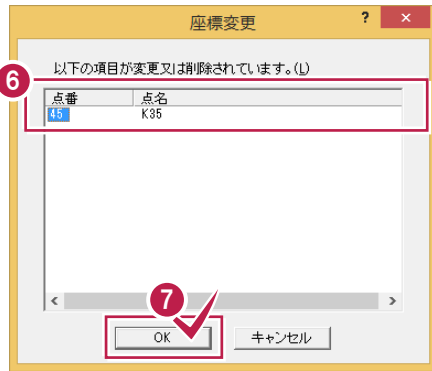 座標変更
? ×
以下の項目が変更又は削除されています。(L)
6
点番 点名
45 K35
< >
7
OK キャンセル